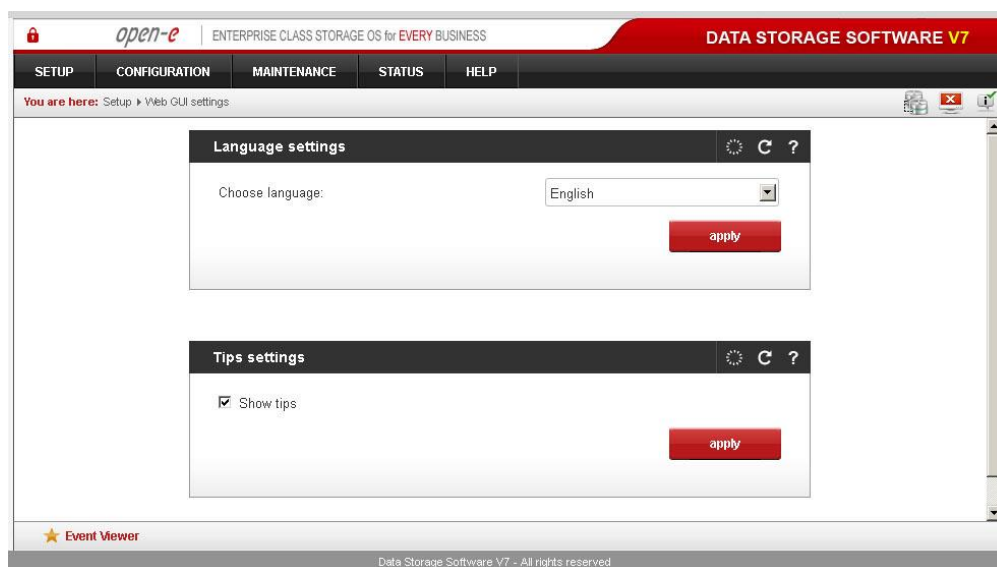 open-e ENTERPRISE CLASS STORAGE OS for EVERY BUSINESS DATA STORAGE SOFTWARE V7
SETUP CONFIGURATION MAINTENANCE STATUS HELP
You are here: Setup Web GUI settings
Language settings
Choose language: English
apply
Tips settings
Show tips
apply
Event Viewer
Data Storage Software V7 - All rights reserved